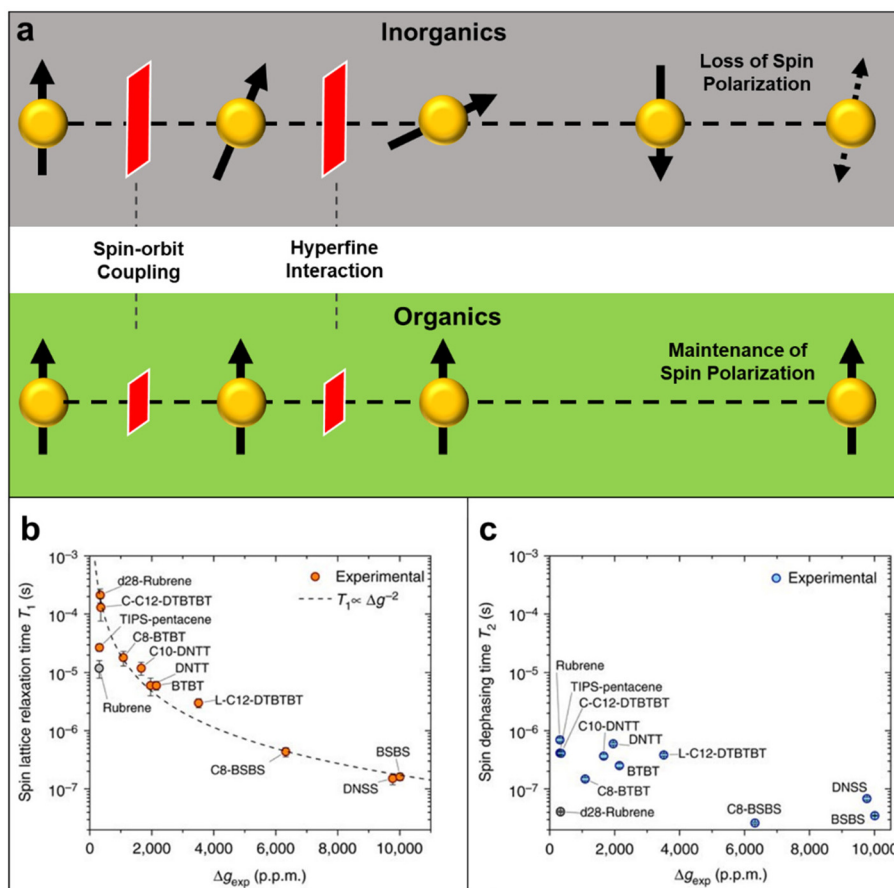 a
Inorganics
Loss of Spin
Polarization
Spin-orbit
Coupling
Hyperfine
Interaction
Organics
Maintenance of
Spin Polarization
b
Spin lattice relaxation time T₁ (s)
10⁻³
10⁻⁴
10⁻⁵
10⁻⁶
10⁻⁷
d28-Rubrene
C-C12-DTBTBT
TIPS-pentacene
C8-BTBT
C10-DNTT
DNTT
BTBT
Rubrene
L-C12-DTBTBT
C8-BSBS
BSBS
DNSS
Experimental
T₁∝ Δg⁻²
0 2,000 4,000 6,000 8,000 10,000
Δgexp (p.p.m.)
c
Spin dephasing time T₂ (s)
10⁻³
10⁻⁴
10⁻⁵
10⁻⁶
10⁻⁷
Experimental
Rubrene
TIPS-pentacene
C-C12-DTBTBT
C10-DNTT
DNTT
L-C12-DTBTBT
BTBT
C8-BTBT
d28-Rubrene
C8-BSBS
DNSS
BSBS
0 2,000 4,000 6,000 8,000 10,000
Δgexp (p.p.m.)